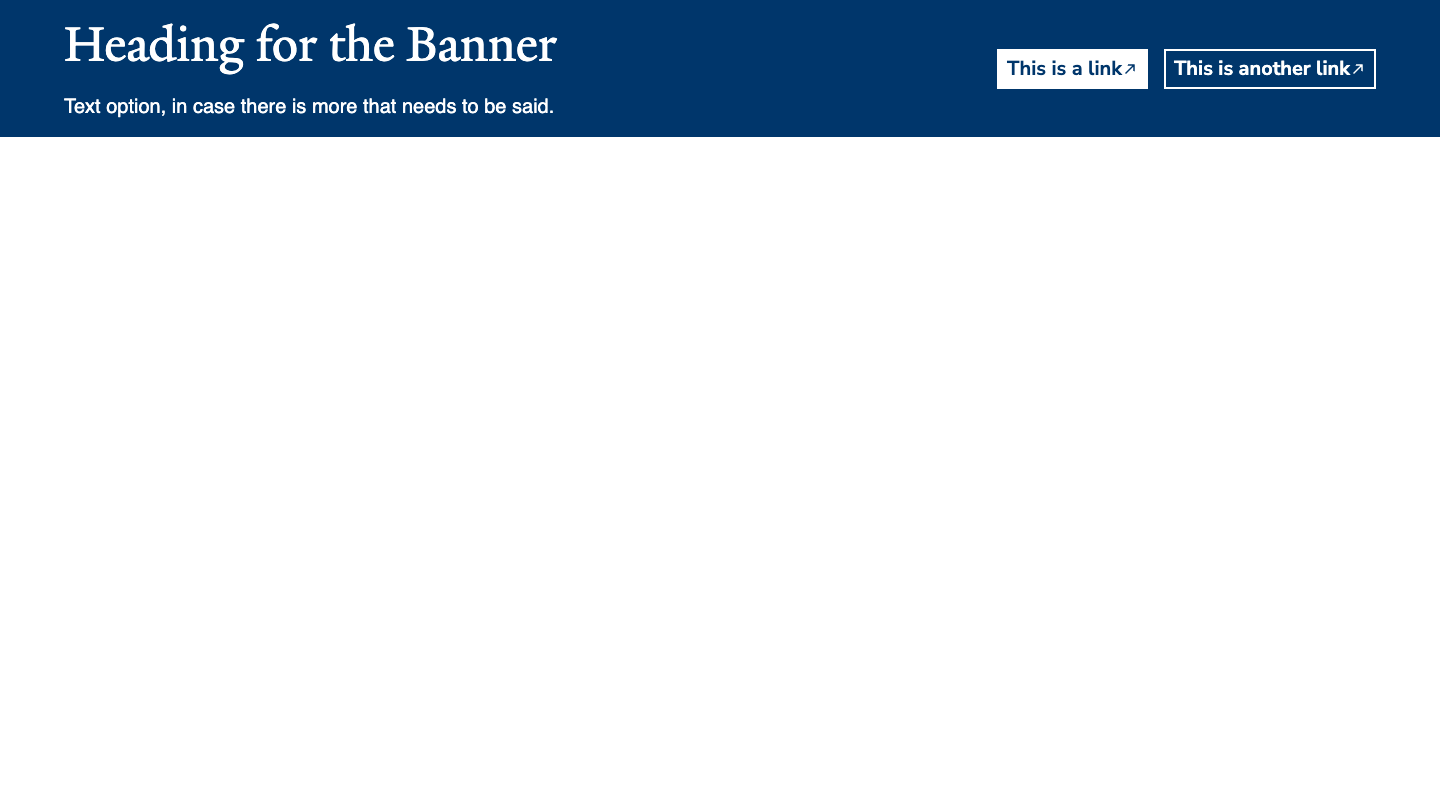 Heading for the Banner
Text option, in case there is more that needs to be said.
This is a link↗
This is another link↗